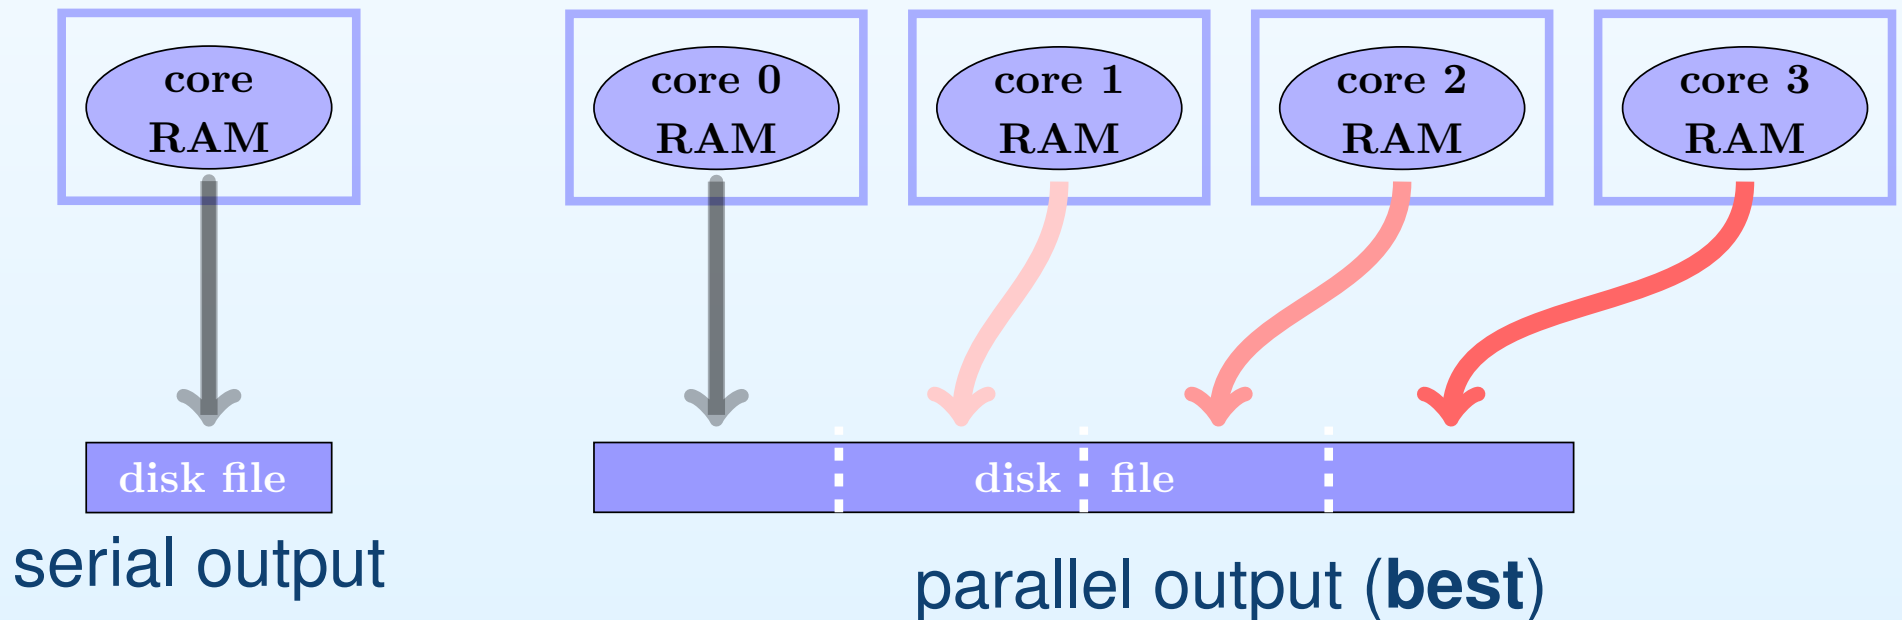 core
RAM
core 0
RAM
core 1
RAM
core 2
RAM
core 3
RAM
disk file
disk file
serial output
parallel output (best)